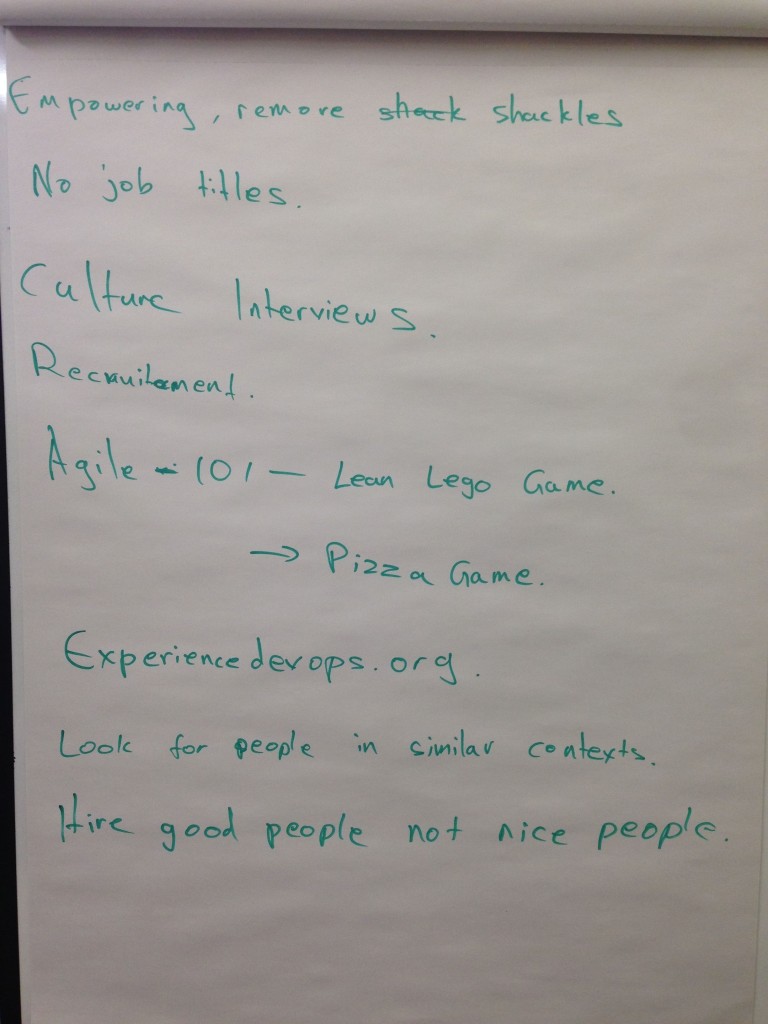 Empowering, remove shack shackles
No job titles.
Culture Interviews.
Recruitement.
Agile - 101 — Lean Lego Game.
→ Pizza Game.
Experiencedevops.org.
Look for people in similar contexts.
Hire good people not nice people.